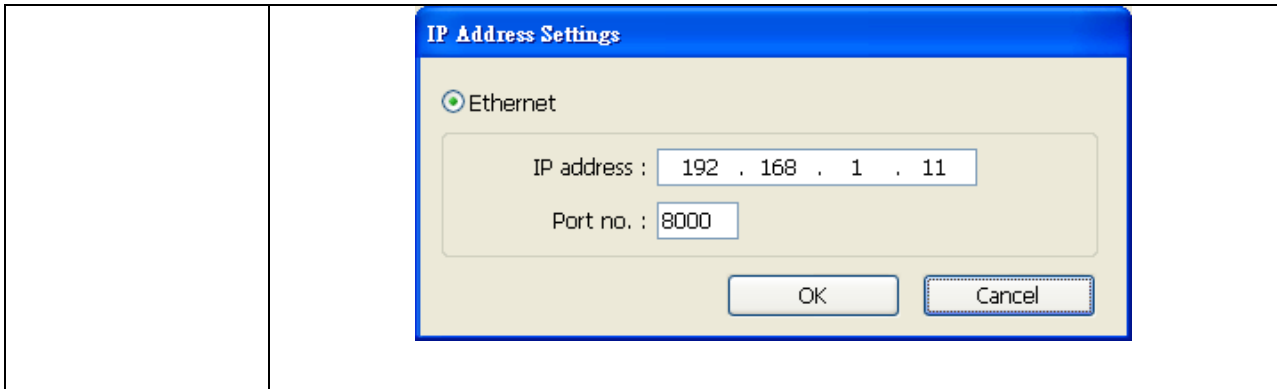 IP Address Settings
Ethernet
IP address : 192 . 168 . 1 . 11
Port no. : 8000
OK Cancel